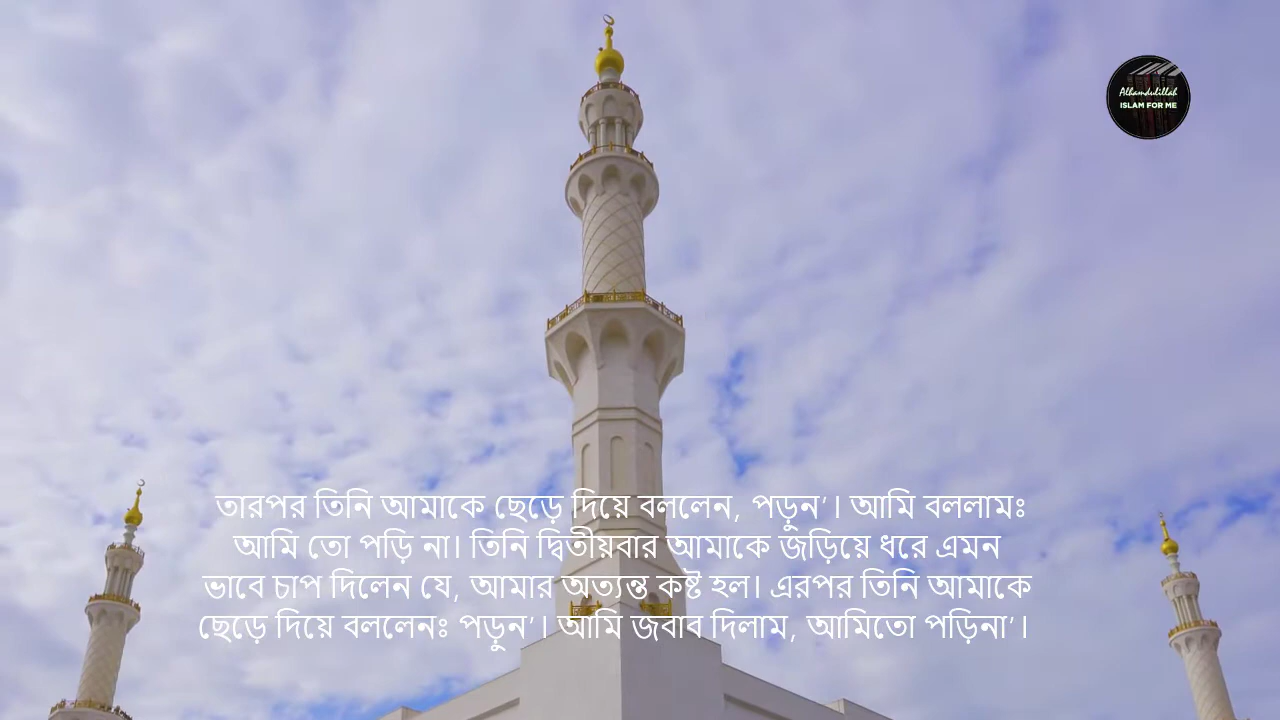 Alhamdulillah
ISLAM FOR ME
তারপর তিনি আমাকে ছেড়ে দিয়ে বললেন, পড়ুন’। আমি বললামঃ
আমি তো পড়ি না। তিনি দ্বিতীয়বার আমাকে জড়িয়ে ধরে এমন
ভাবে চাপ দিলেন যে, আমার অত্যন্ত কষ্ট হল। এরপর তিনি আমাকে
ছেড়ে দিয়ে বললেনঃ পড়ুন’। আমি জবাব দিলাম, আমিতো পড়িনা’।